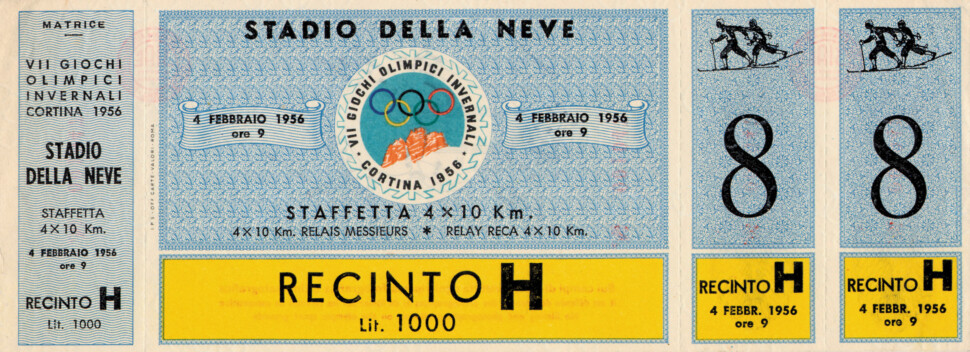 MATRICE
VII GIOCHI
OLIMPICI
INVERNALI
CORTINA 1956
STADIO
DELLA NEVE
STAFFETTA
4 × 10 Km.
4 FEBBRAIO 1956
ore 9
RECINTO H
Lit. 1000
STADIO DELLA NEVE
4 FEBBRAIO 1956
ore 9
VII GIOCHI OLIMPICI INVERNALI
CORTINA 1956
4 FEBBRAIO 1956
ore 9
STAFFETTA 4 × 10 Km.
4 × 10 Km. RELAIS MESSIEURS * RELAY RECA 4 × 10 Km.
RECINTO H
Lit. 1000
8
RECINTO H
4 FEBBR. 1956
ore 9
8
RECINTO H
4 FEBBR. 1956
ore 9